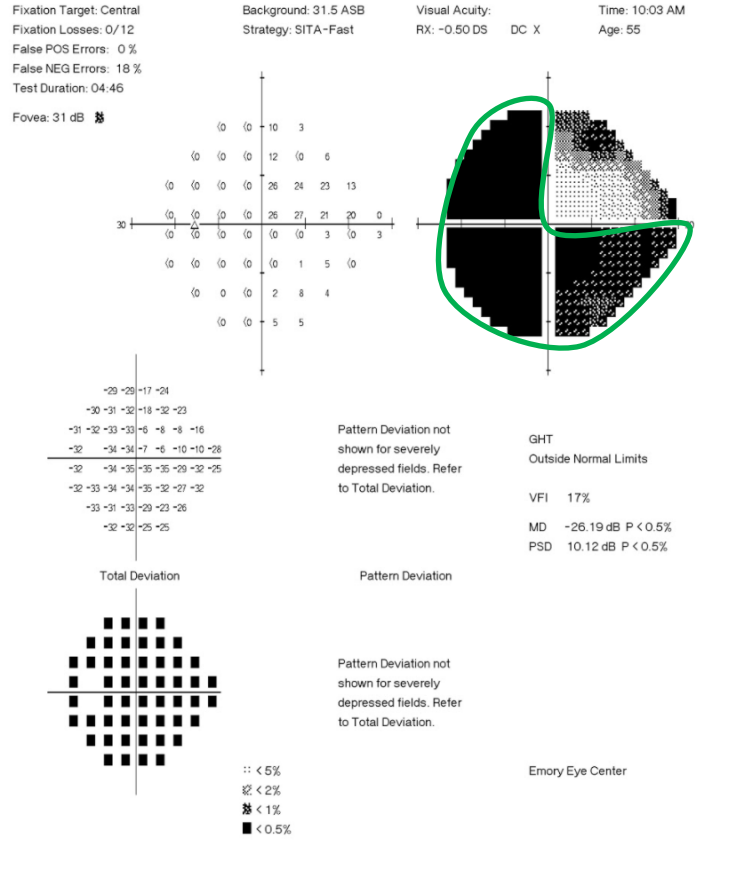 Fixation Target: Central
Fixation Losses: 0/12
False POS Errors: 0 %
False NEG Errors: 18 %
Test Duration: 04:46
Fovea: 31 dB
Background: 31.5 ASB
Strategy: SITA-Fast
Visual Acuity:
RX: -0.50 DS DC X
Time: 10:03 AM
Age: 55
<0 <0 10 3
<0 <0 <0 12 <0 6
<0 <0 <0 <0 26 24 23 13
<0 <0 <0 <0 26 27 21 20 0
30
<0 <0 <0 <0 <0 <0 3 <0 3
<0 <0 <0 <0 <0 1 5 <0
<0 0 <0 2 8 4
<0 <0 5 5
-29 -29 -17 -24
-30 -31 -32 -18 -32 -23
-31 -32 -33 -33 -6 -8 -8 -16
-32 -34 -34 -7 -6 -10 -10 -28
-32 -34 -35 -35 -35 -29 -32 -25
-32 -33 -34 -34 -35 -32 -27 -32
-33 -31 -33 -29 -23 -26
-32 -32 -25 -25
Total Deviation
Pattern Deviation not
shown for severely
depressed fields. Refer
to Total Deviation.
Pattern Deviation
GHT
Outside Normal Limits
VFI 17%
MD -26.19 dB P < 0.5%
PSD 10.12 dB P < 0.5%
Pattern Deviation not
shown for severely
depressed fields. Refer
to Total Deviation.
< 5%
< 2%
< 1%
< 0.5%
Emory Eye Center